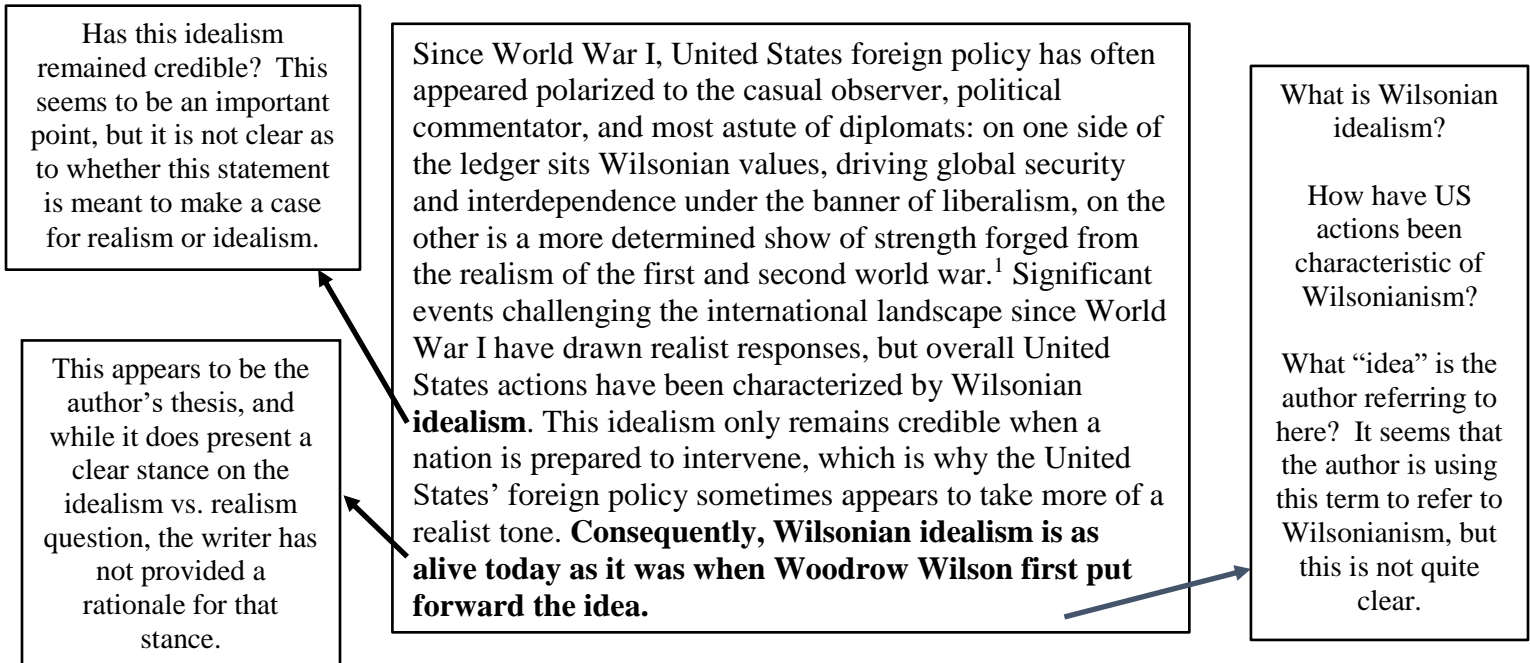 Has this idealism
remained credible?  This
seems to be an important
point, but it is not clear as
to whether this statement
is meant to make a case
for realism or idealism.
This appears to be the
author’s thesis, and
while it does present a
clear stance on the
idealism vs. realism
question, the writer has
not provided a
rationale for that
stance.
Since World War I, United States foreign policy has often
appeared polarized to the casual observer, political
commentator, and most astute of diplomats: on one side of
the ledger sits Wilsonian values, driving global security
and interdependence under the banner of liberalism, on the
other is a more determined show of strength forged from
the realism of the first and second world war.1 Significant
events challenging the international landscape since World
War I have drawn realist responses, but overall United
States actions have been characterized by Wilsonian
idealism. This idealism only remains credible when a
nation is prepared to intervene, which is why the United
States’ foreign policy sometimes appears to take more of a
realist tone. Consequently, Wilsonian idealism is as
alive today as it was when Woodrow Wilson first put
forward the idea.
What is Wilsonian
idealism?
How have US
actions been
characteristic of
Wilsonianism?
What “idea” is the
author referring to
here?  It seems that
the author is using
this term to refer to
Wilsonianism, but
this is not quite
clear.